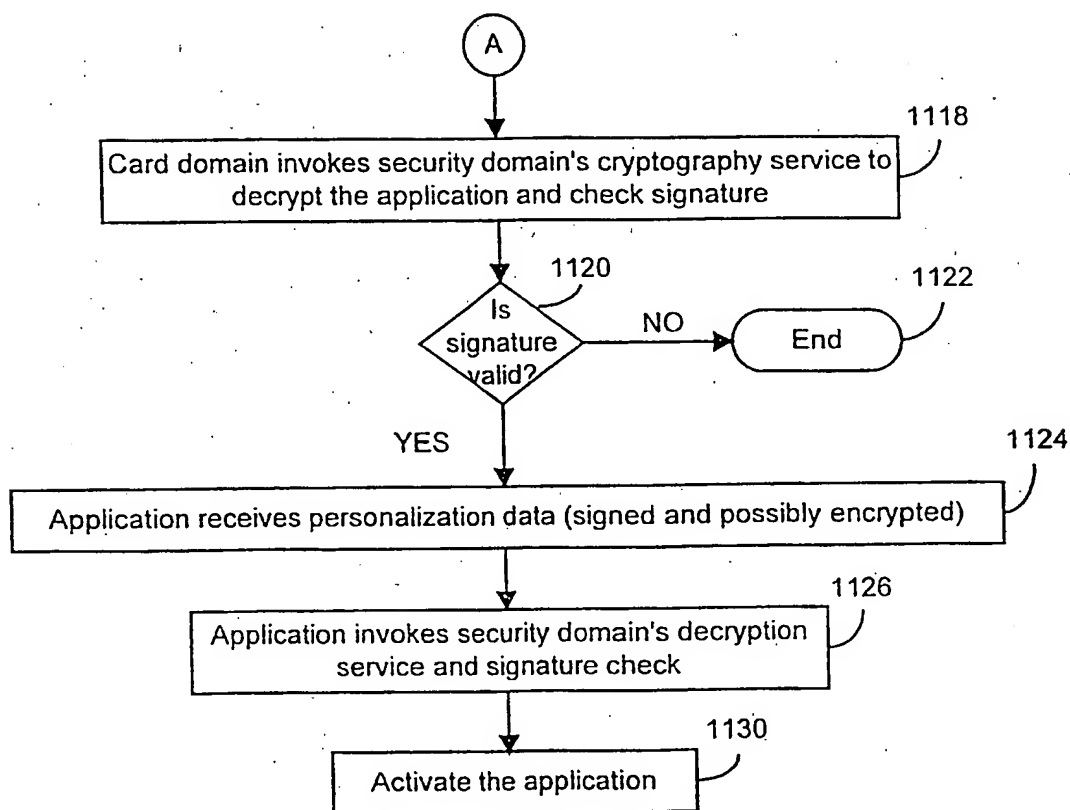 A
1118
Card domain invokes security domain's cryptography service to
decrypt the application and check signature
1120
1122
Is
signature
valid?
NO
End
YES
1124
Application receives personalization data (signed and possibly encrypted)
1126
Application invokes security domain's decryption
service and signature check
1130
Activate the application